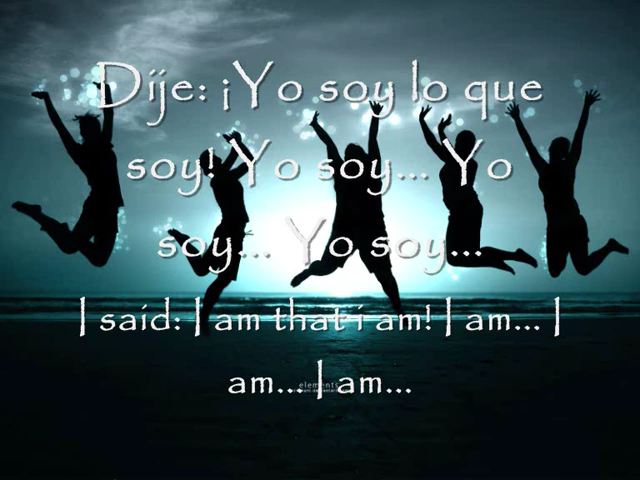 Dije: ¡Yo soy lo que
soy! Yo soy... Yo
soy... Yo soy...
I said: I am that i am! I am... I
am... I am...